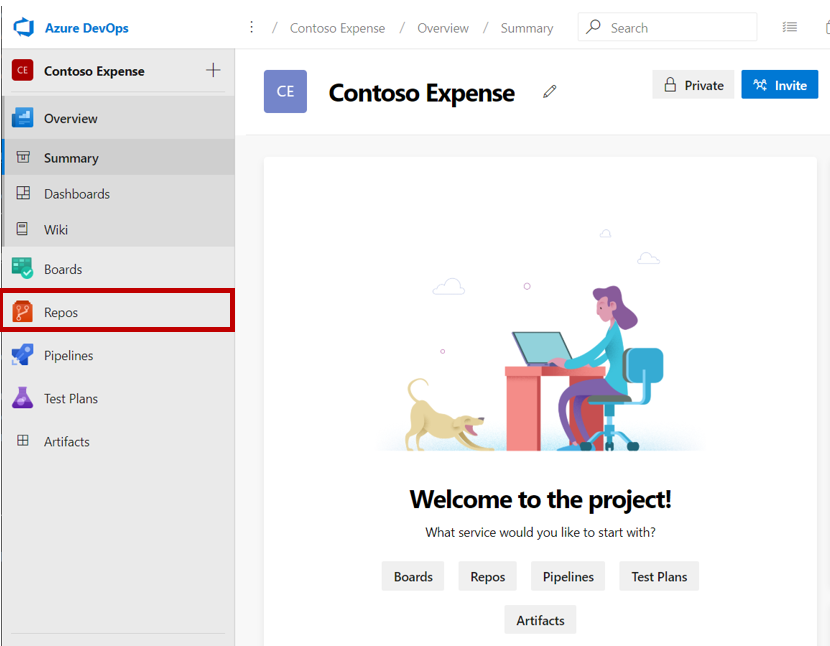 Azure DevOps
/ Contoso Expense / Overview / Summary
Search
CE Contoso Expense
Overview
Summary
Dashboards
Wiki
Boards
Repos
Pipelines
Test Plans
Artifacts
CE Contoso Expense
Private
Invite
Welcome to the project!
What service would you like to start with?
Boards Repos Pipelines Test Plans
Artifacts